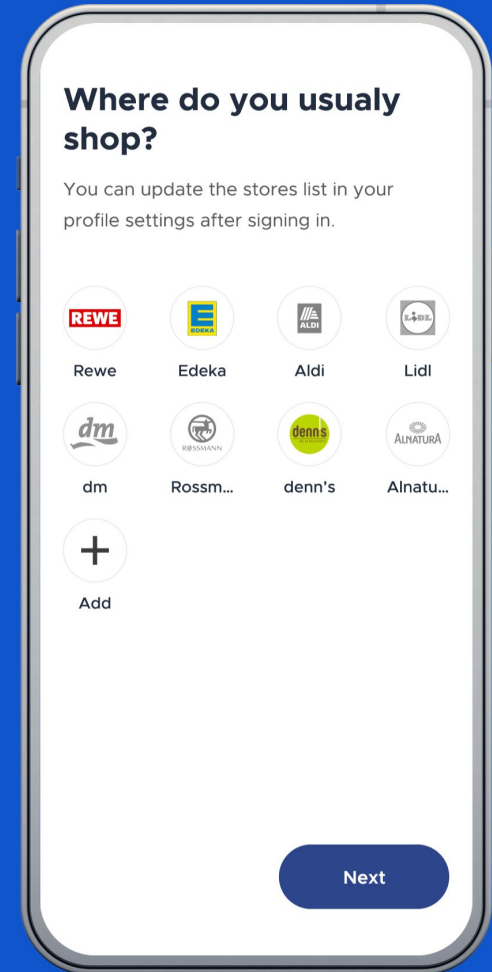 Where do you usualy
shop?
You can update the stores list in your
profile settings after signing in.
REWE
EDEKA
ALDI
LIDL
Rewe
Edeka
Aldi
Lidl
dm
ROSSMANN
denn's
ALNATURA
dm
Rossm...
denn's
Alnatu...
Add
Next